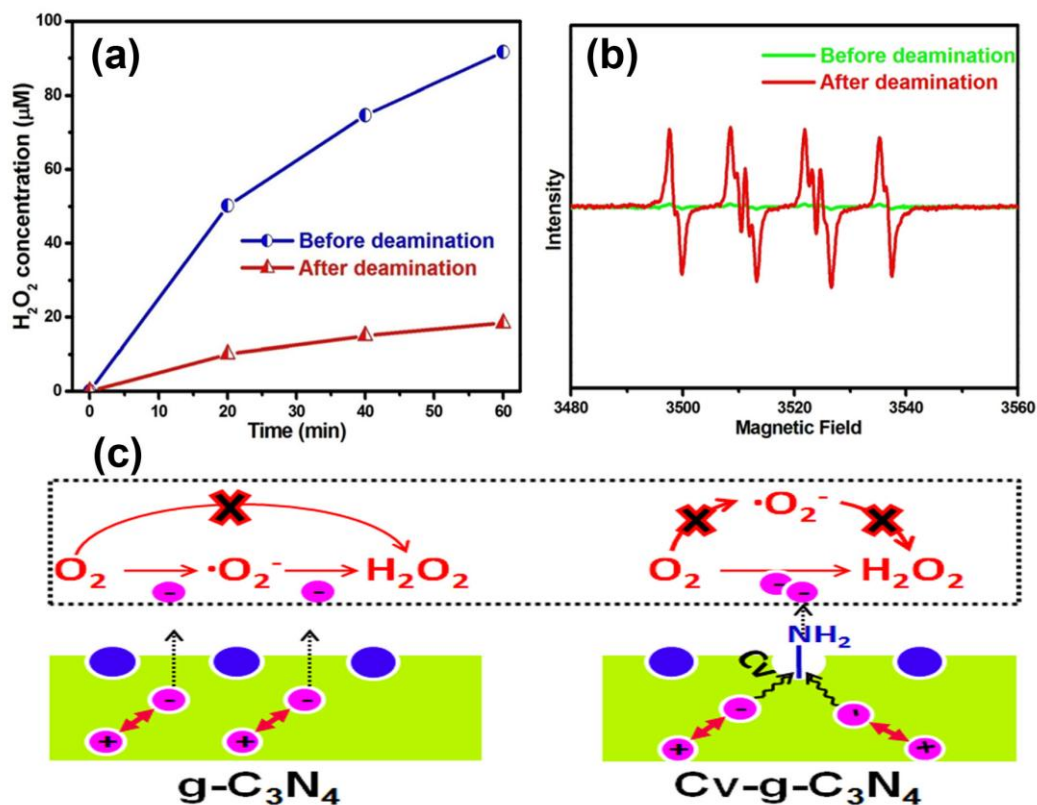 (a)
H₂O₂ concentration (μM)
100
80
60
40
20
0
Before deamination
After deamination
0 10 20 30 40 50 60
Time (min)
(b)
Before deamination
After deamination
Intensity
3480 3500 3520 3540 3560
Magnetic Field
(c)
O₂ → ·O₂⁻ → H₂O₂
- -
- -
+ +
g-C₃N₄
·O₂⁻
O₂ → H₂O₂
- -
NH₂
Cv
-
+ +
Cv-g-C₃N₄